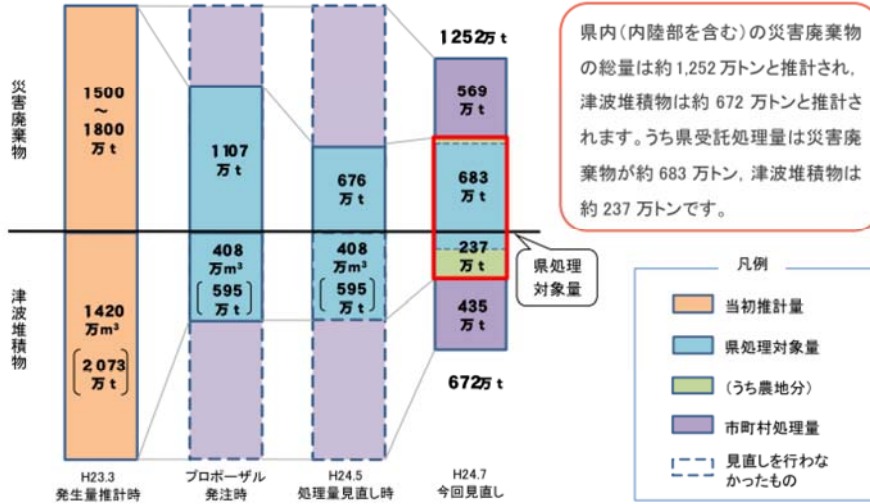 1252万t
569
万t
683
万t
237
万t
435
万t
672万t
災害廃棄物
津波堆積物
1500
～
1800
万t
1420
万m³
2073
万t
1107
万t
408
万m³
595
万t
676
万t
408
万m³
595
万t
県処理
対象量
H23.3
発生量推計時
プロポーザル
発注時
H24.5
処理量見直し時
H24.7
今回見直し
県内(内陸部を含む)の災害廃棄物
の総量は約1,252万トンと推計され,
津波堆積物は約 672 万トンと推計さ
れます。うち県受託処理量は災害廃
棄物が約 683 万トン, 津波堆積物は
約 237 万トンです。
凡例
当初推計量
県処理対象量
(うち農地分)
市町村処理量
見直しを行わな
かったもの